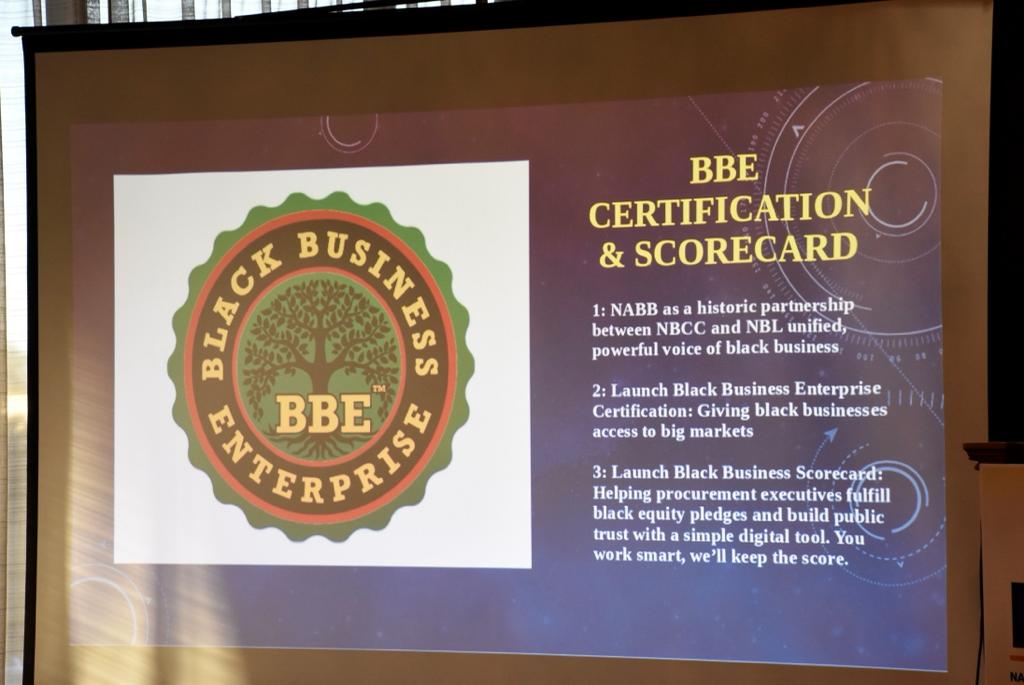 BLACK BUSINESS
ENTERPRISE
BBE™
BBE
CERTIFICATION
& SCORECARD
1: NABB as a historic partnership
between NBCC and NBL unified,
powerful voice of black business
2: Launch Black Business Enterprise
Certification: Giving black businesses
access to big markets
3: Launch Black Business Scorecard:
Helping procurement executives fulfill
black equity pledges and build public
trust with a simple digital tool. You
work smart, we’ll keep the score.